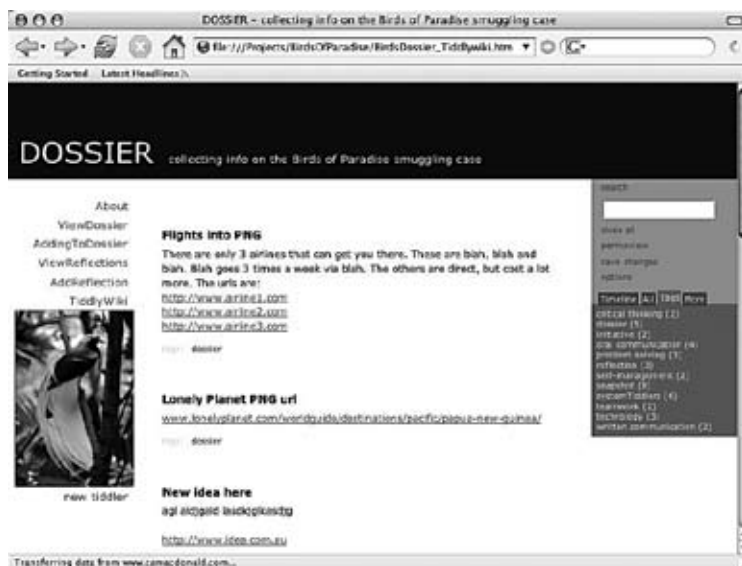 DOSSIER – collecting info on the Birds of Paradise smuggling case
file:///Projects/BirdsOfParadise/BirdsDossier_Tiddlywiki.htm
G
Getting Started Latest Headlines
DOSSIER collecting info on the Birds of Paradise smuggling case
About
ViewDossier
AddingToDossier
ViewReflections
AddReflection
TiddlyWiki
new tiddler
Flights into PNG
There are only 3 airlines that can get you there. These are blah, blah and
blah. Blah goes 3 times a week via blah. The others are direct, but cost a lot
more. The urls are:
http://www.airline1.com
http://www.airline2.com
http://www.airline3.com
tags: dossier
Lonely Planet PNG url
www.lonelyplanet.com/worldguide/destinations/pacific/papua-new-guinea/
tags: dossier
New idea here
http://www.idea.com.au
search
close all
permaview
save changes
options
Timeline All Tags More
critical thinking (2)
dossier (5)
initiative (2)
oral communication (4)
problem solving
reflection (3)
self-management (2)
snapshot
systemTiddlers (6)
teamwork
technology (3)
written communication (2)
Transferring data from www.camacdonald.com...